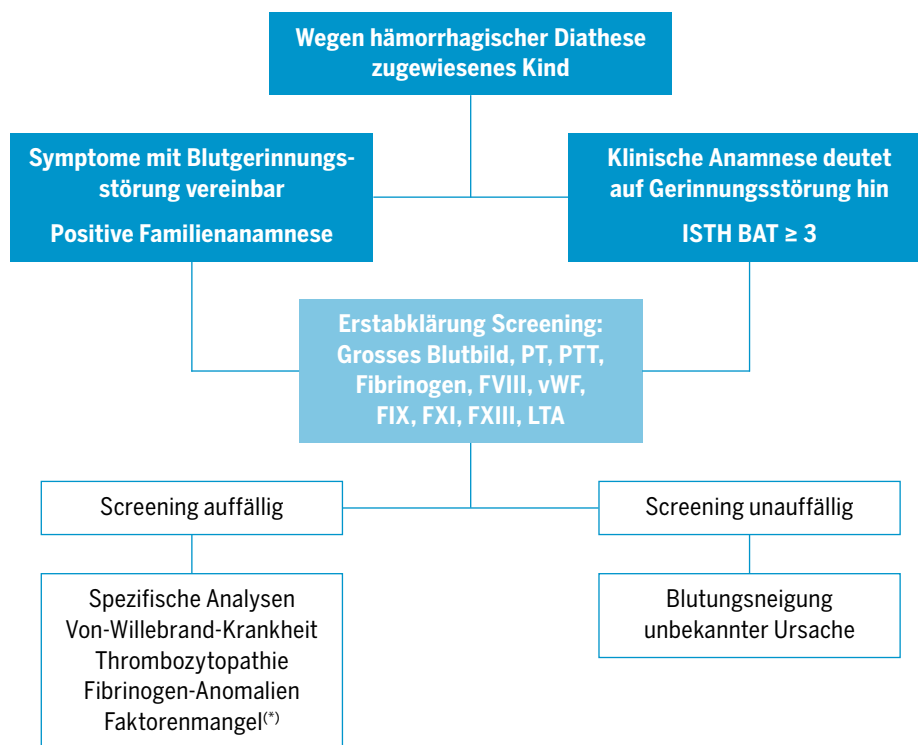 Wegen hämorrhagischer Diathese
zugewiesenes Kind
Symptome mit Blutgerinnungs-
störung vereinbar
Positive Familienanamnese
Klinische Anamnese deutet
auf Gerinnungsstörung hin
ISTH BAT ≥ 3
Erstabklärung Screening:
Grosses Blutbild, PT, PTT,
Fibrinogen, FVIII, vWF,
FIX, FXI, FXIII, LTA
Screening auffällig
Screening unauffällig
Spezifische Analysen
Von-Willebrand-Krankheit
Thrombozytopathie
Fibrinogen-Anomalien
Faktorenmangel(*)
Blutungsneigung
unbekannter Ursache